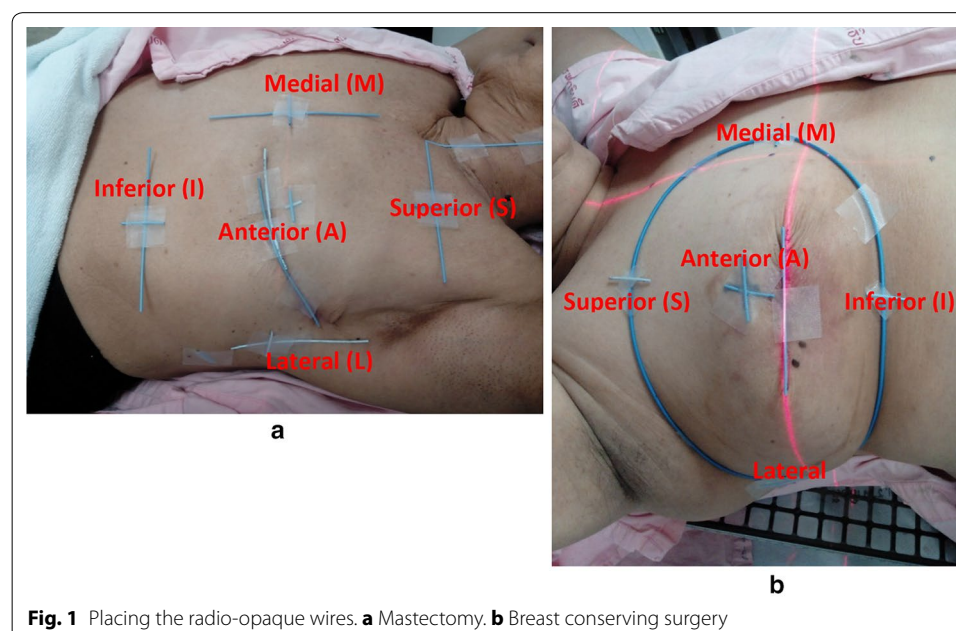 Medial (M)
Inferior (I)
Superior (S)
Anterior (A)
Lateral (L)
a
Medial (M)
Anterior (A)
Superior (S)
Inferior (I)
Lateral
b
Fig. 1 Placing the radio-opaque wires. a Mastectomy. b Breast conserving surgery